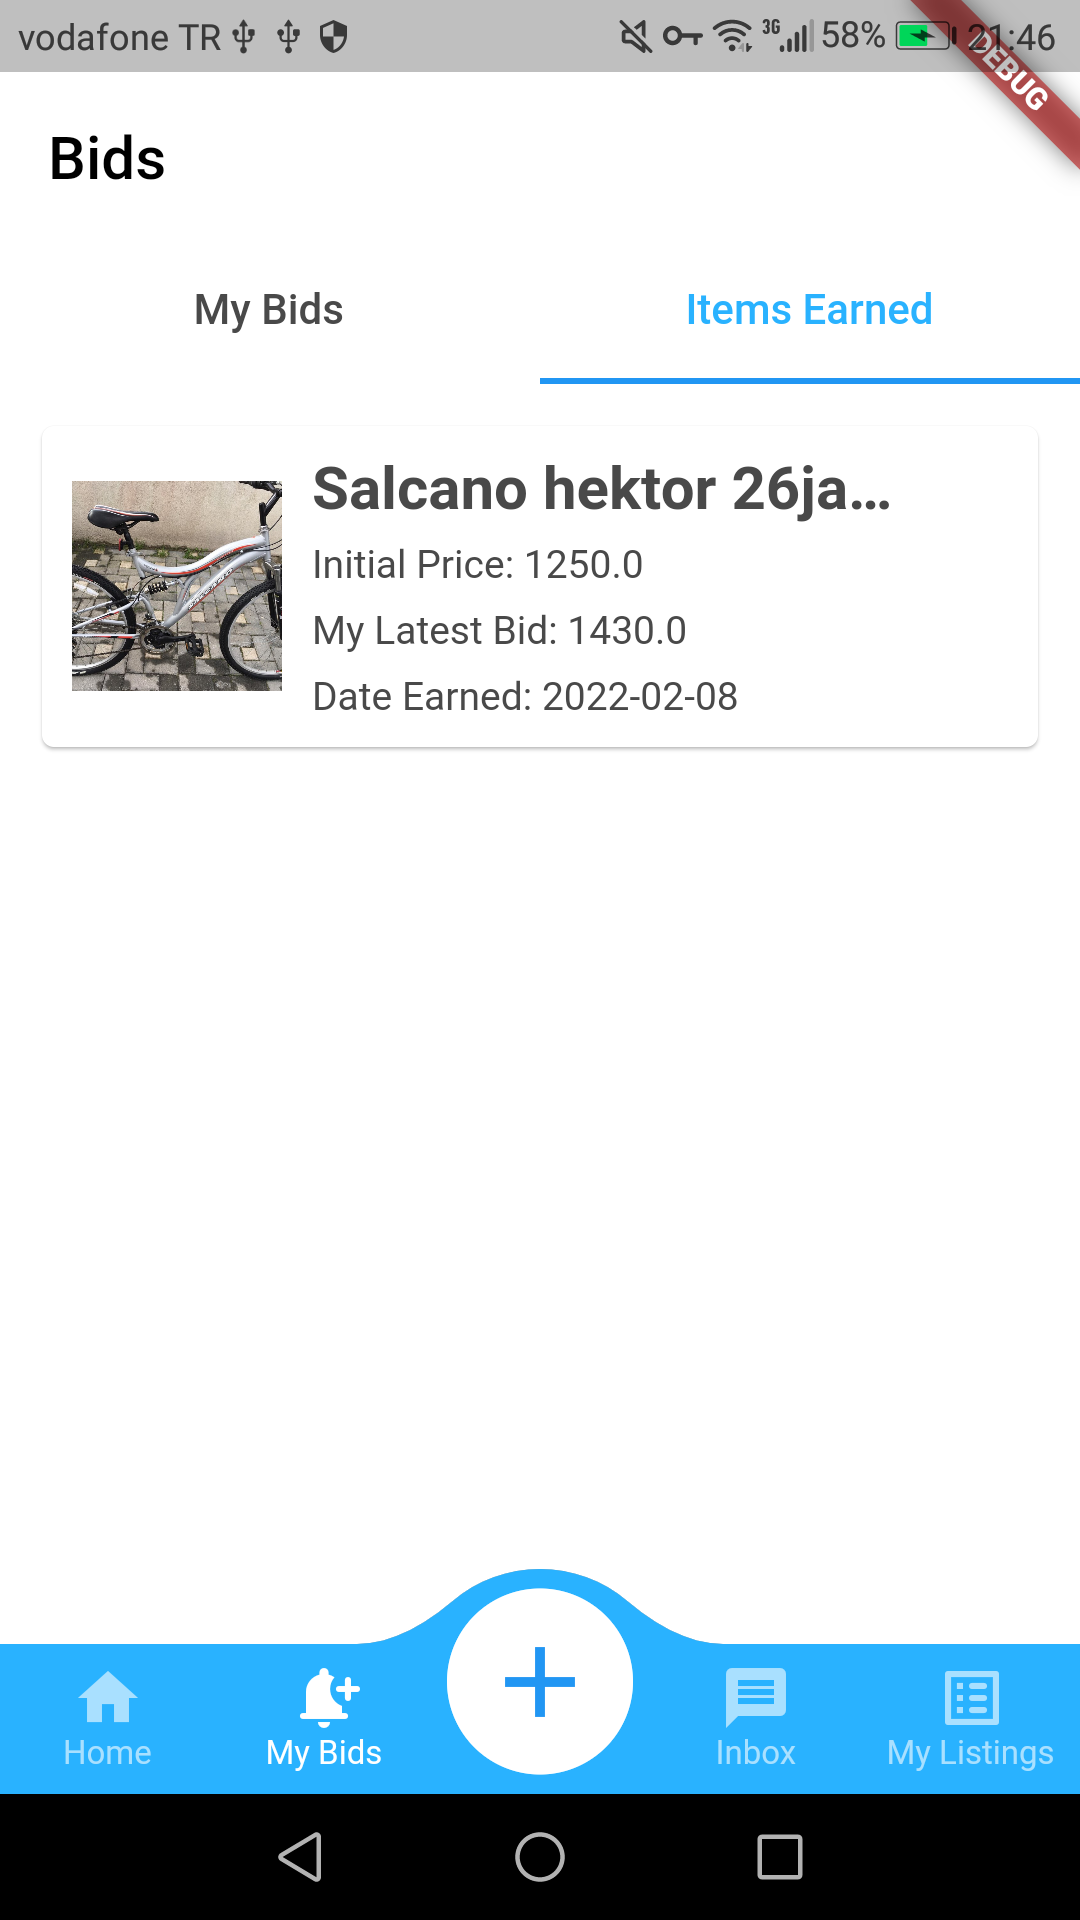 vodafone TR 3G 58% 21:46
DEBUG
Bids
My Bids Items Earned
Salcano hektor 26ja...
Initial Price: 1250.0
My Latest Bid: 1430.0
Date Earned: 2022-02-08
Home My Bids Inbox My Listings